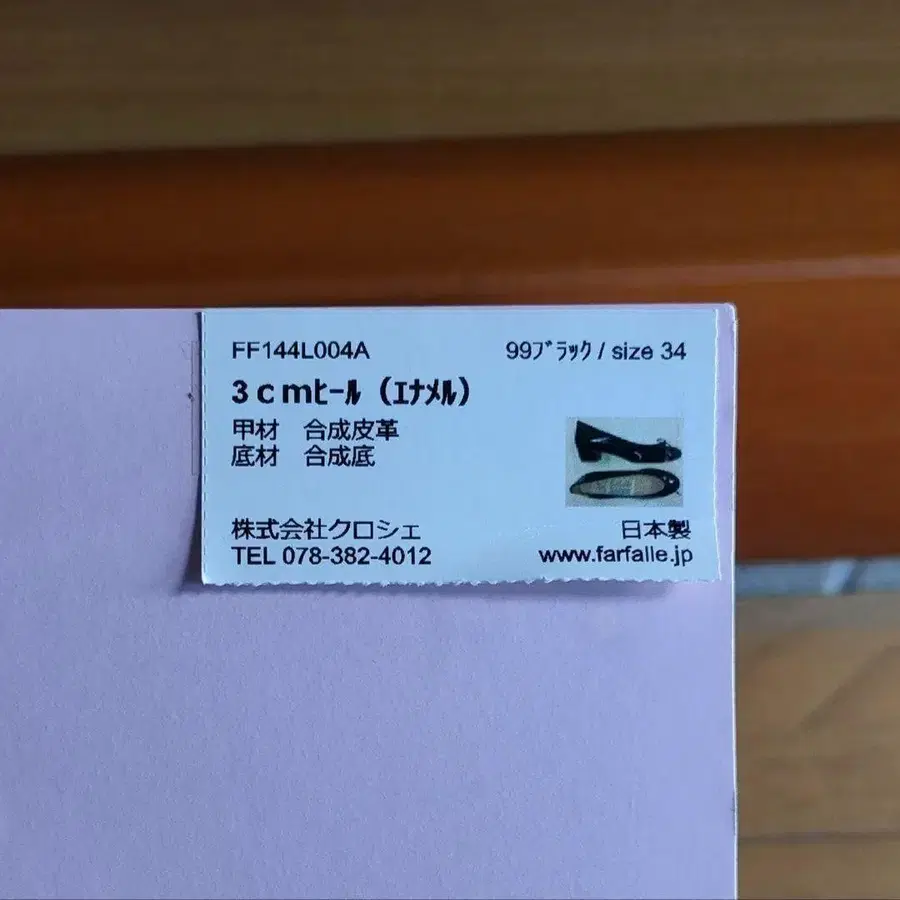 FF144L004A 99ﾌﾞﾗｯｸ / size 34
3ｃｍﾋｰﾙ（ｴﾅﾒﾙ）
甲材　合成皮革
底材　合成底
株式会社クロシェ 日本製
TEL 078-382-4012 www.farfalle.jp